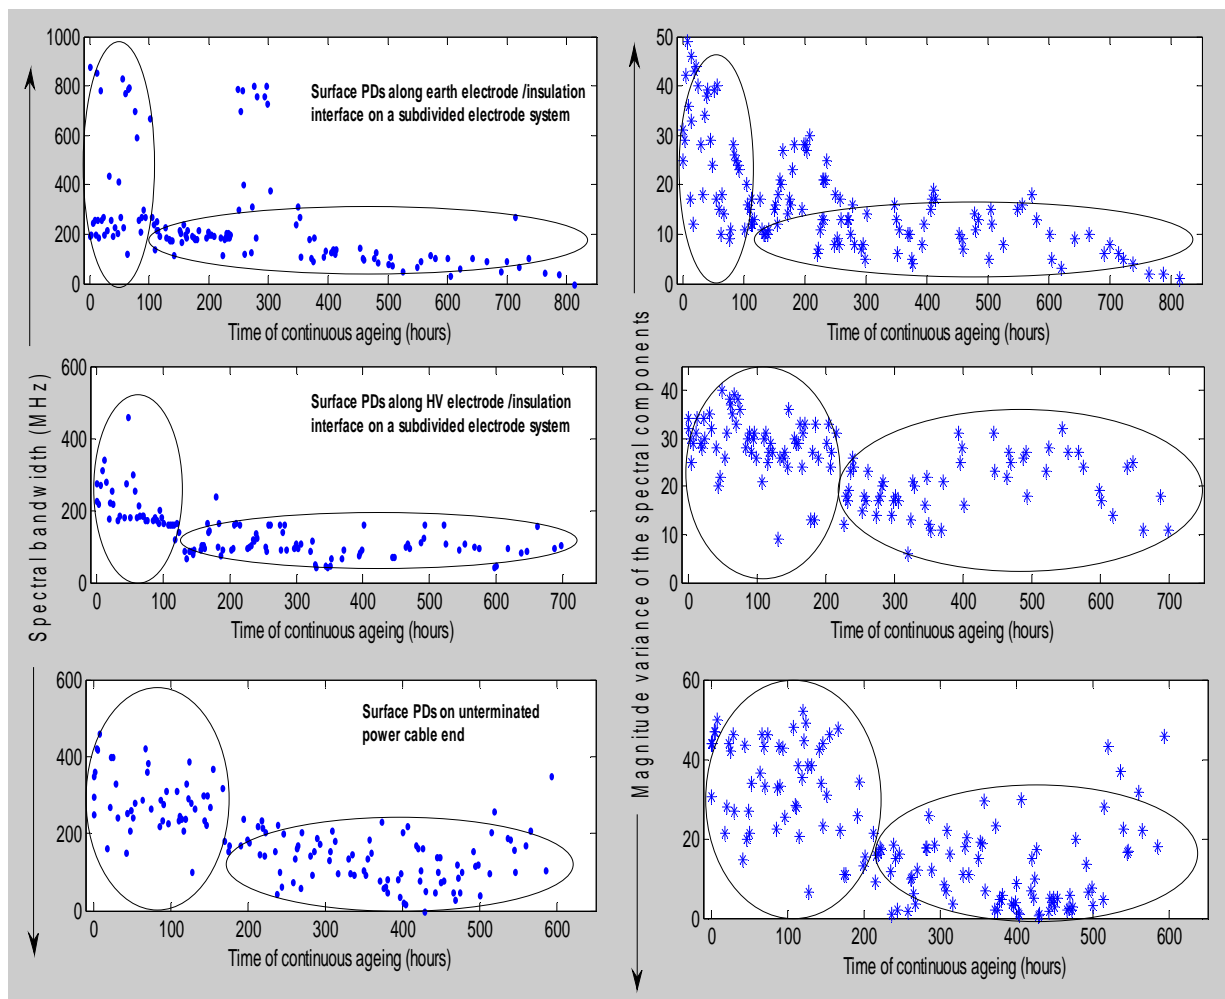 Spectral bandwidth (MHz)
Magnitude variance of the spectral components
1000
800
600
400
200
0
Surface PDs along earth electrode /insulation
interface on a subdivided electrode system
0 100 200 300 400 500 600 700 800
Time of continuous ageing (hours)
50
40
30
20
10
0
0 100 200 300 400 500 600 700 800
Time of continuous ageing (hours)
600
400
200
0
Surface PDs along HV electrode /insulation
interface on a subdivided electrode system
0 100 200 300 400 500 600 700
Time of continuous ageing (hours)
40
30
20
10
0
0 100 200 300 400 500 600 700
Time of continuous ageing (hours)
600
400
200
0
Surface PDs on unterminated
power cable end
0 100 200 300 400 500 600
Time of continuous ageing (hours)
60
40
20
0
0 100 200 300 400 500 600
Time of continuous ageing (hours)